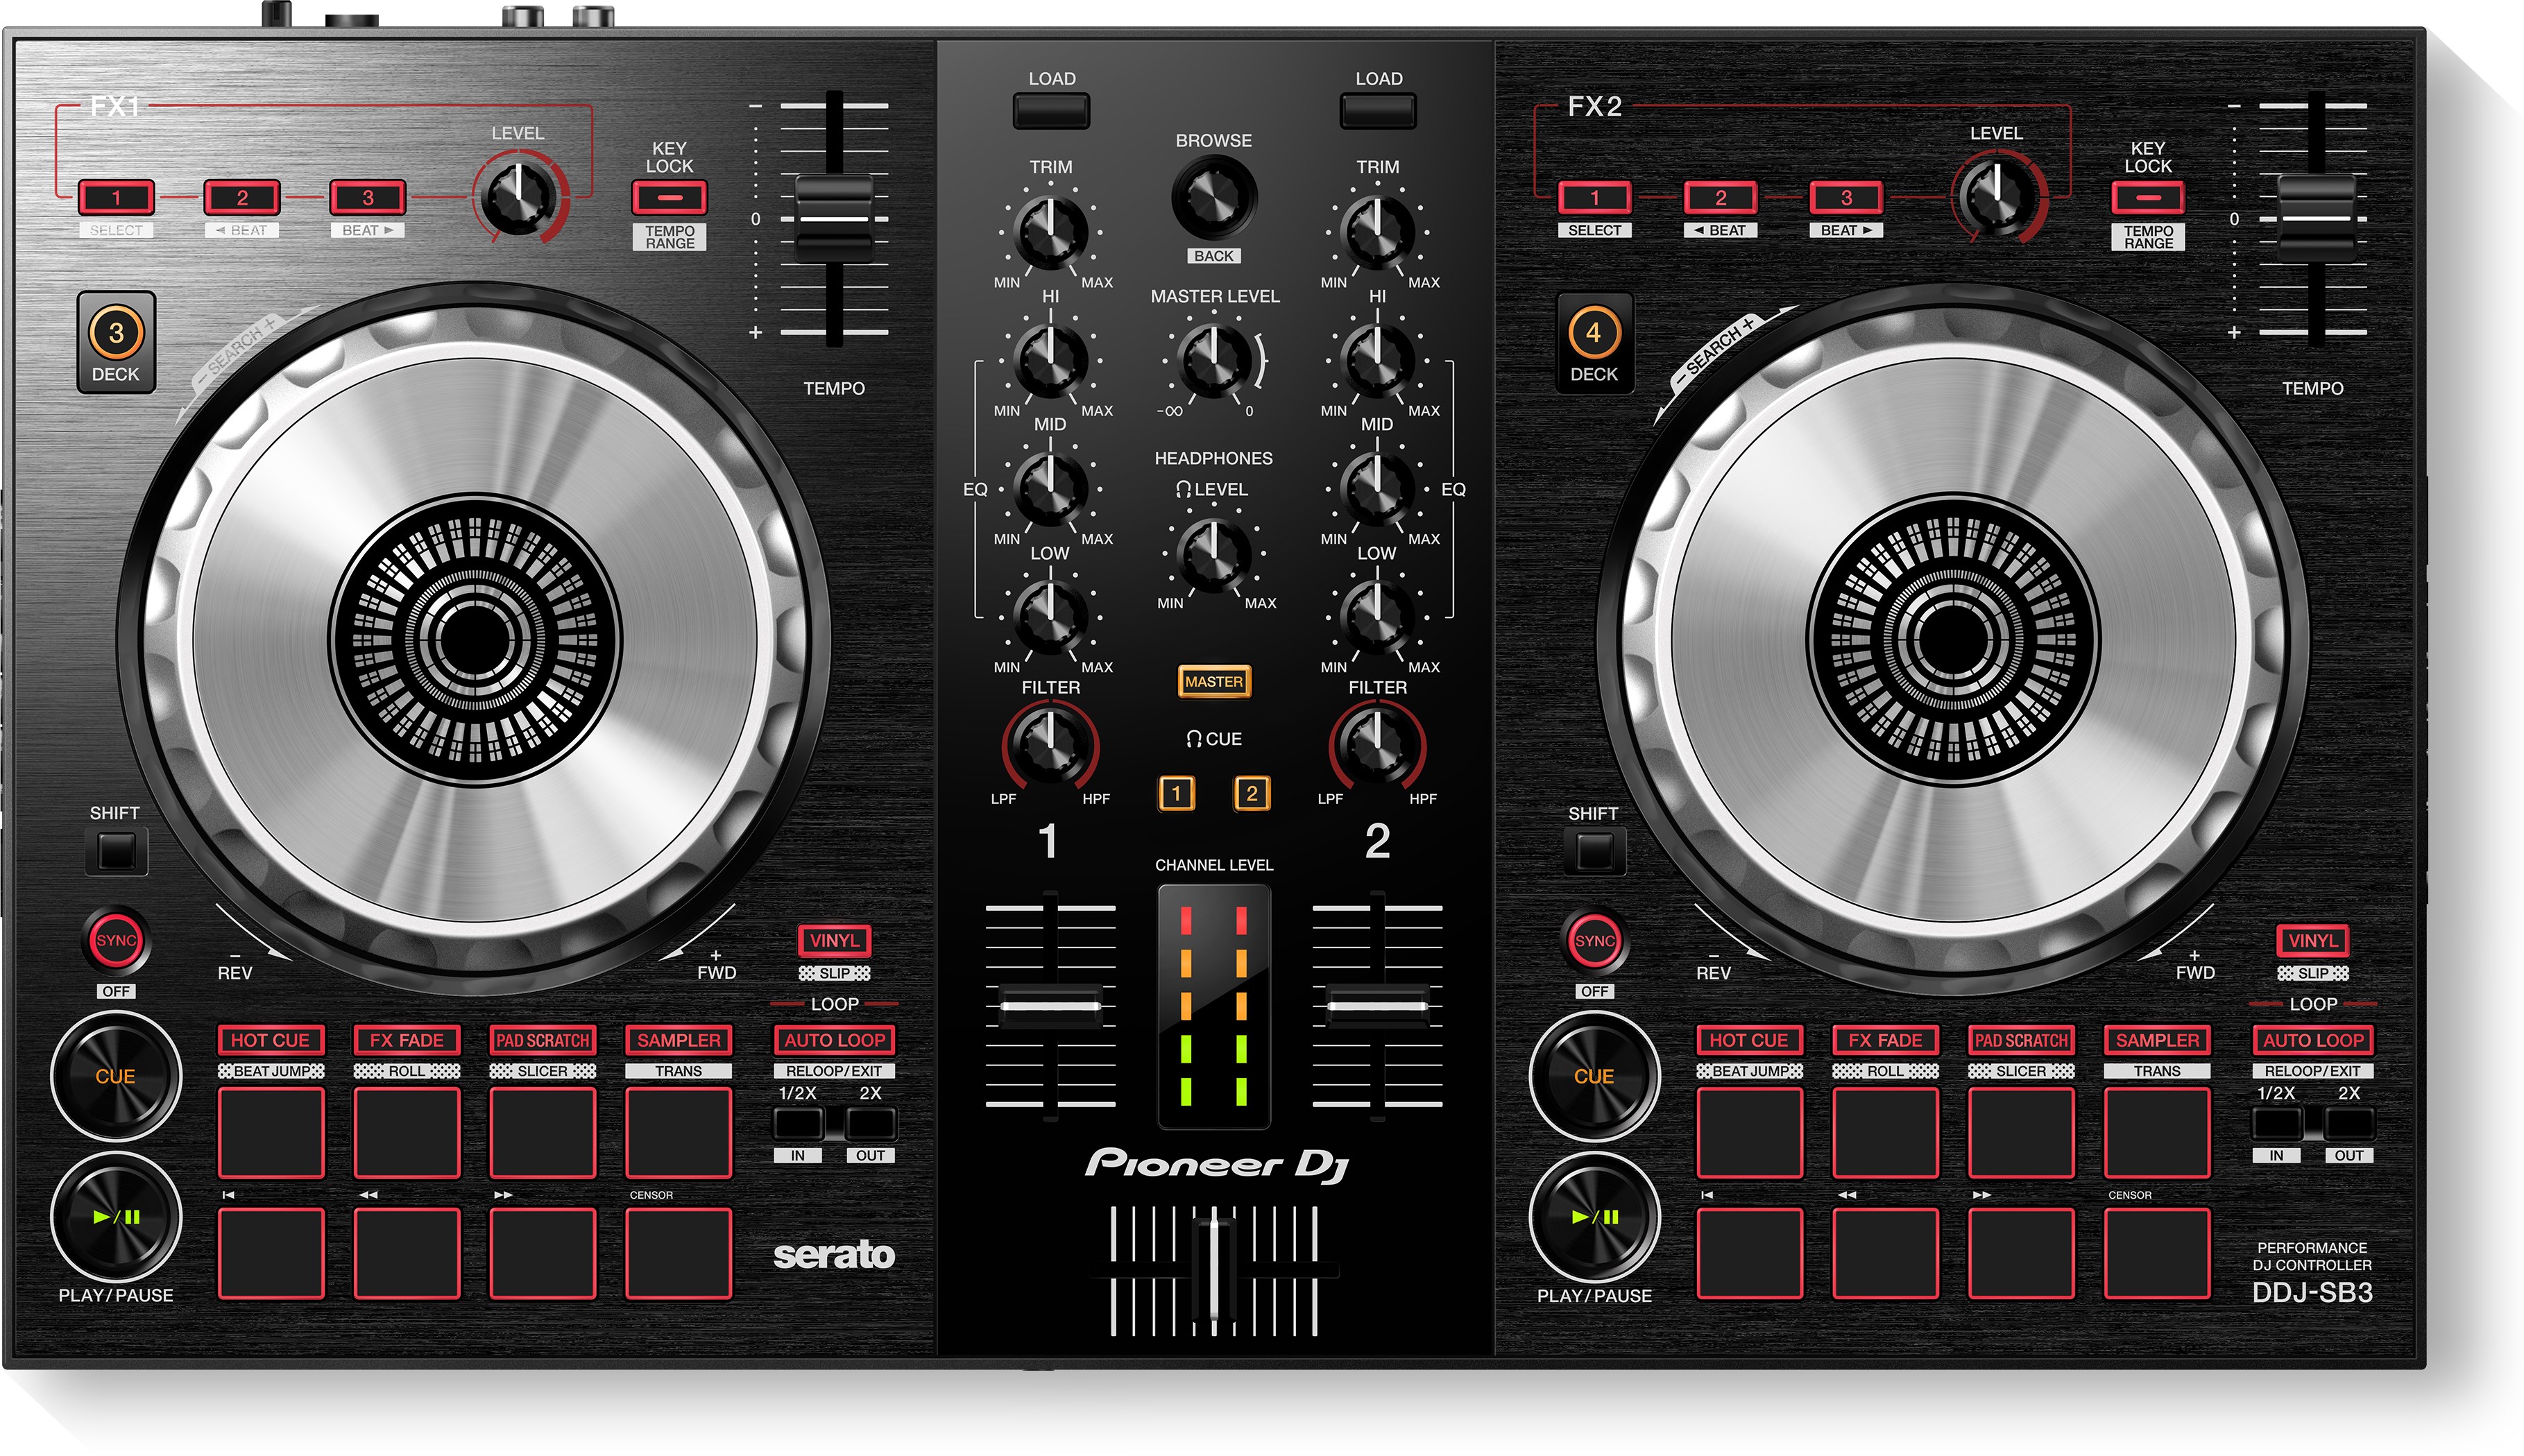 FX1
LEVEL
1
2
3
SELECT
◄ BEAT
BEAT ►
KEY
LOCK
TEMPO
RANGE
−
0
+
TEMPO
3
DECK
− SEARCH +
SHIFT
SYNC
OFF
−
REV
+
FWD
VINYL
SLIP
LOOP
CUE
HOT CUE
FX FADE
PAD SCRATCH
SAMPLER
AUTO LOOP
BEAT JUMP
ROLL
SLICER
TRANS
RELOOP/EXIT
1/2X
2X
IN
OUT
CENSOR
►/❚❚
PLAY/PAUSE
serato
LOAD
LOAD
BROWSE
BACK
TRIM
MIN
MAX
HI
MIN
MAX
MID
EQ
MIN
MAX
LOW
MIN
MAX
FILTER
LPF
HPF
1
MASTER LEVEL
-∞
0
HEADPHONES
LEVEL
MIN
MAX
MASTER
CUE
1
2
CHANNEL LEVEL
TRIM
MIN
MAX
HI
MIN
MAX
MID
EQ
MIN
MAX
LOW
MIN
MAX
FILTER
LPF
HPF
2
Pioneer Dj
FX2
LEVEL
1
2
3
SELECT
◄ BEAT
BEAT ►
KEY
LOCK
TEMPO
RANGE
−
0
+
TEMPO
4
DECK
− SEARCH +
SHIFT
SYNC
OFF
−
REV
+
FWD
VINYL
SLIP
LOOP
CUE
HOT CUE
FX FADE
PAD SCRATCH
SAMPLER
AUTO LOOP
BEAT JUMP
ROLL
SLICER
TRANS
RELOOP/EXIT
1/2X
2X
IN
OUT
CENSOR
►/❚❚
PLAY/PAUSE
PERFORMANCE
DJ CONTROLLER
DDJ-SB3